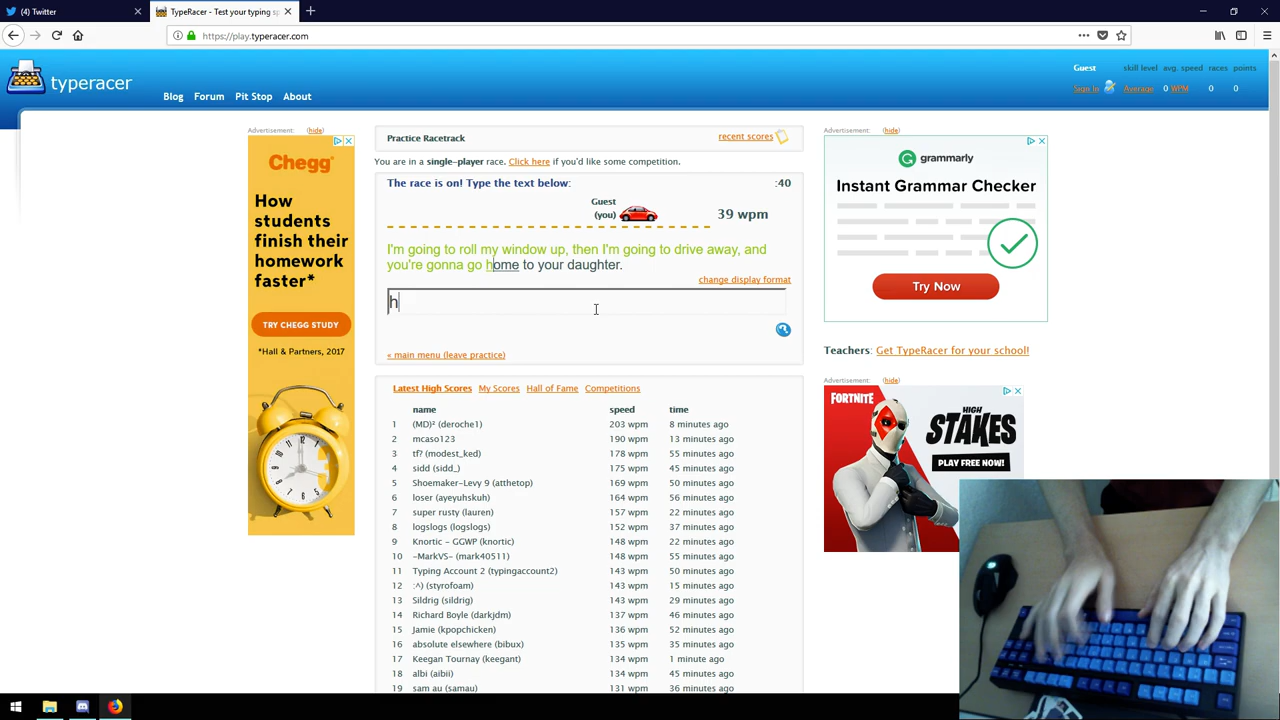 (4) Twitter
TypeRacer - Test your typing sp
https://play.typeracer.com
typeracer
Guest skill level avg. speed races points
Sign In Average 0 WPM 0 0
Blog Forum Pit Stop About
Advertisement: (hide)
Chegg
How
students
finish their
homework
faster*
TRY CHEGG STUDY
*Hall & Partners, 2017
Practice Racetrack
recent scores
You are in a single-player race. Click here if you'd like some competition.
The race is on! Type the text below:
:40
Guest
(you)
39 wpm
I'm going to roll my window up, then I'm going to drive away, and
you're gonna go home to your daughter.
change display format
h
« main menu (leave practice)
Latest High Scores My Scores Hall of Fame Competitions
name speed time
1 (MD)² (deroche1) 203 wpm 8 minutes ago
2 mcaso123 190 wpm 13 minutes ago
3 tf? (modest_ked) 178 wpm 55 minutes ago
4 sidd (sidd_) 175 wpm 45 minutes ago
5 Shoemaker-Levy 9 (atthetop) 169 wpm 50 minutes ago
6 loser (ayeyuhskuh) 164 wpm 56 minutes ago
7 super rusty (lauren) 157 wpm 22 minutes ago
8 logslogs (logslogs) 152 wpm 37 minutes ago
9 Knortic - GGWP (knortic) 148 wpm 22 minutes ago
10 -MarkVS- (mark40511) 148 wpm 55 minutes ago
11 Typing Account 2 (typingaccount2) 143 wpm 50 minutes ago
12 :^) (styrofoam) 143 wpm 15 minutes ago
13 Sildrig (sildrig) 143 wpm 29 minutes ago
14 Richard Boyle (darkjdm) 137 wpm 46 minutes ago
15 Jamie (kpopchicken) 136 wpm 52 minutes ago
16 absolute elsewhere (bibux) 135 wpm 35 minutes ago
17 Keegan Tournay (keegant) 134 wpm 1 minute ago
18 albi (aibii) 134 wpm 45 minutes ago
19 sam au (samau) 131 wpm 36 minutes ago
Advertisement: (hide)
grammarly
Instant Grammar Checker
Try Now
Teachers: Get TypeRacer for your school!
Advertisement: (hide)
FORTNITE
HIGH
STAKES
PLAY FREE NOW!